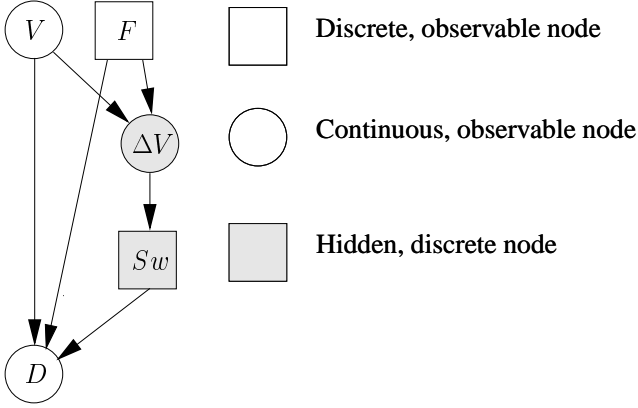 V
F
Discrete, observable node
ΔV
Continuous, observable node
Sw
Hidden, discrete node
D